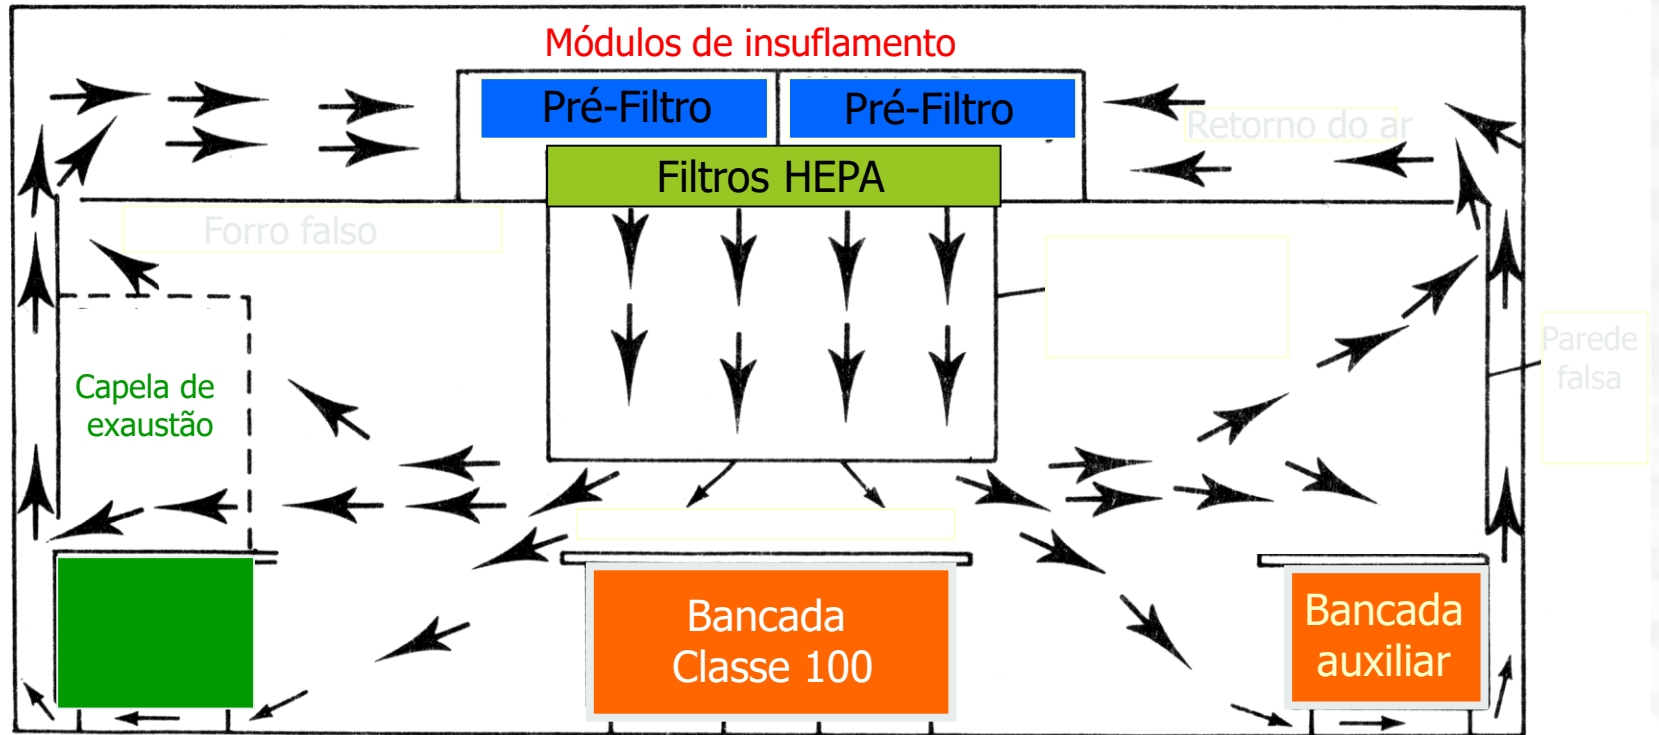 Módulos de insuflamento
Pré-Filtro
Pré-Filtro
Retorno do ar
Filtros HEPA
Forro falso
Parede
falsa
Capela de
exaustão
Bancada
Classe 100
Bancada
auxiliar